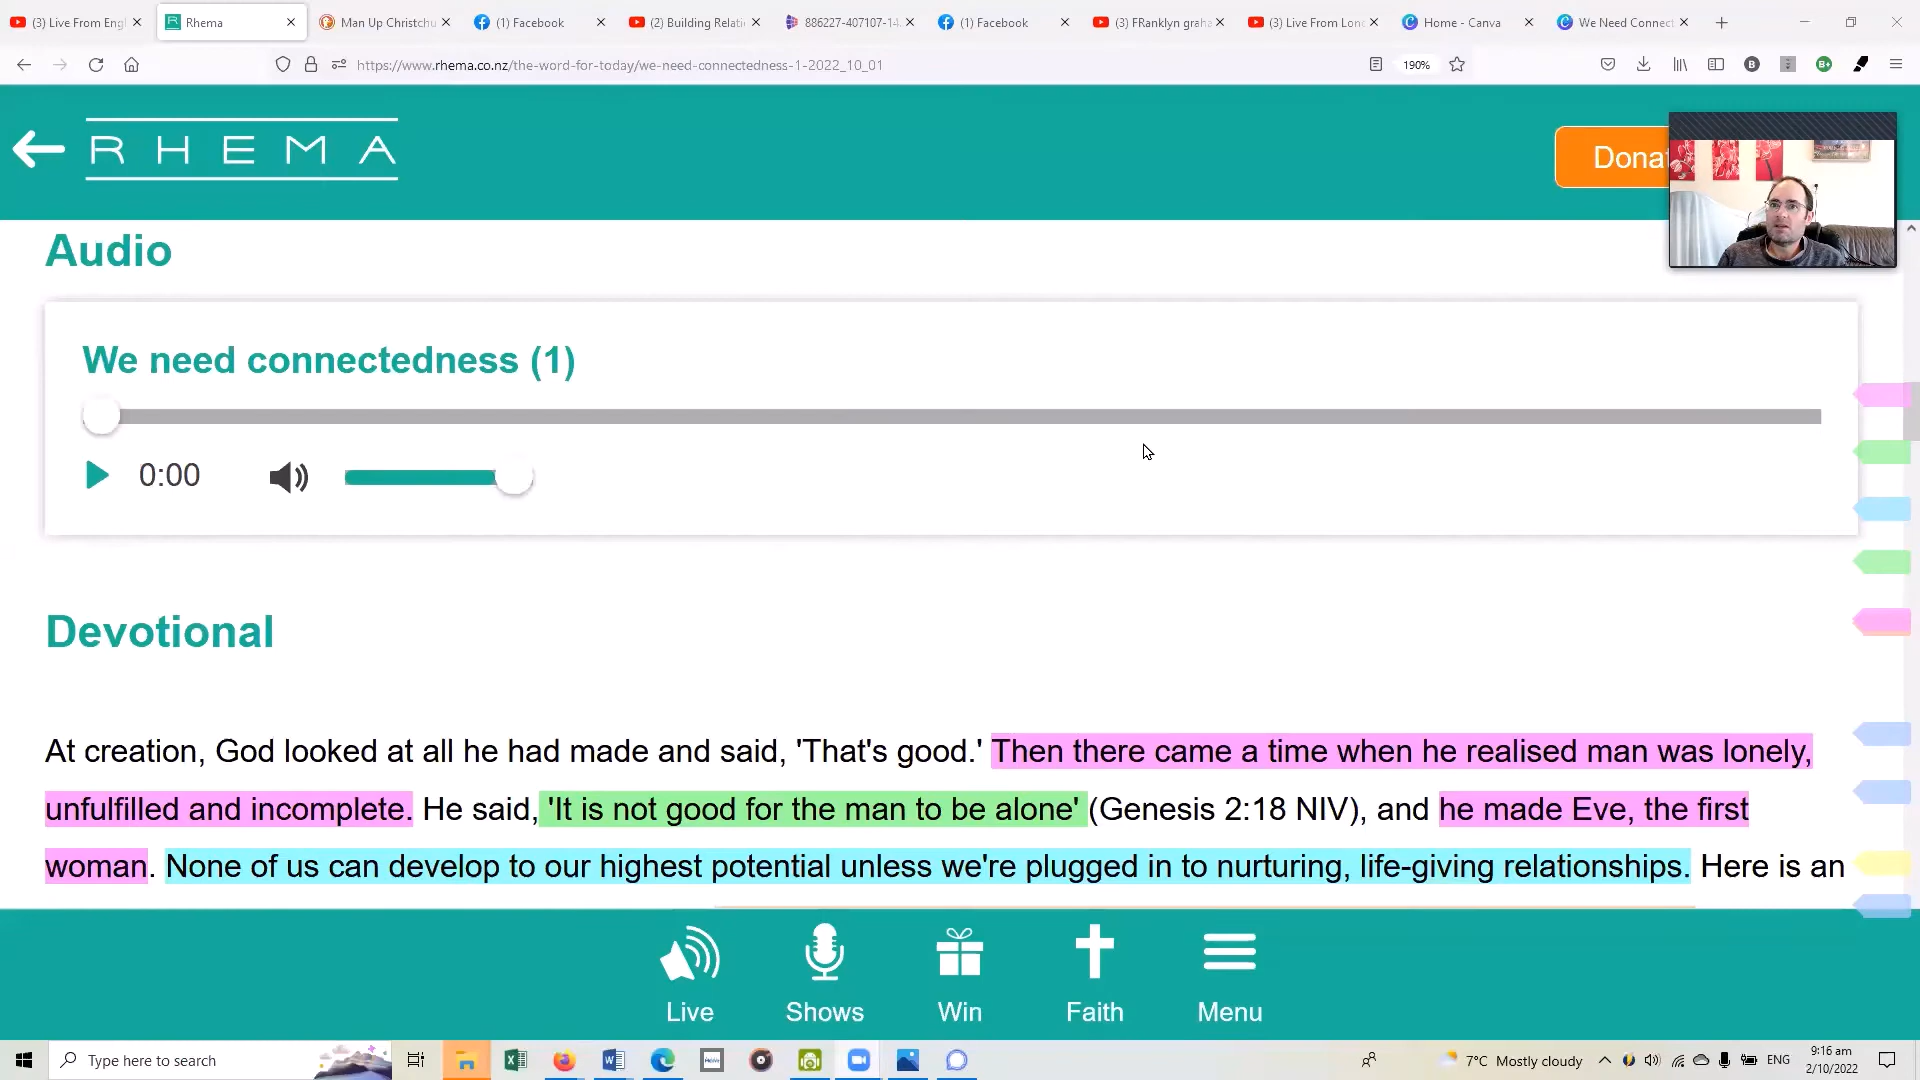 (3) Live From Eng
Rhema
Man Up Christchu
(1) Facebook
(2) Building Relati
886227-407107-14
(1) Facebook
(3) FRanklyn grah
(3) Live From Lon
Home - Canva
We Need Connect
https://www.rhema.co.nz/the-word-for-today/we-need-connectedness-1-2022_10_01
190%
RHEMA
Dona
Audio
We need connectedness (1)
0:00
Devotional
At creation, God looked at all he had made and said, 'That's good.' Then there came a time when he realised man was lonely,
unfulfilled and incomplete. He said, 'It is not good for the man to be alone' (Genesis 2:18 NIV), and he made Eve, the first
woman. None of us can develop to our highest potential unless we're plugged in to nurturing, life-giving relationships. Here is an
Live
Shows
Win
Faith
Menu
Type here to search
7°C Mostly cloudy
ENG
9:16 am
2/10/2022